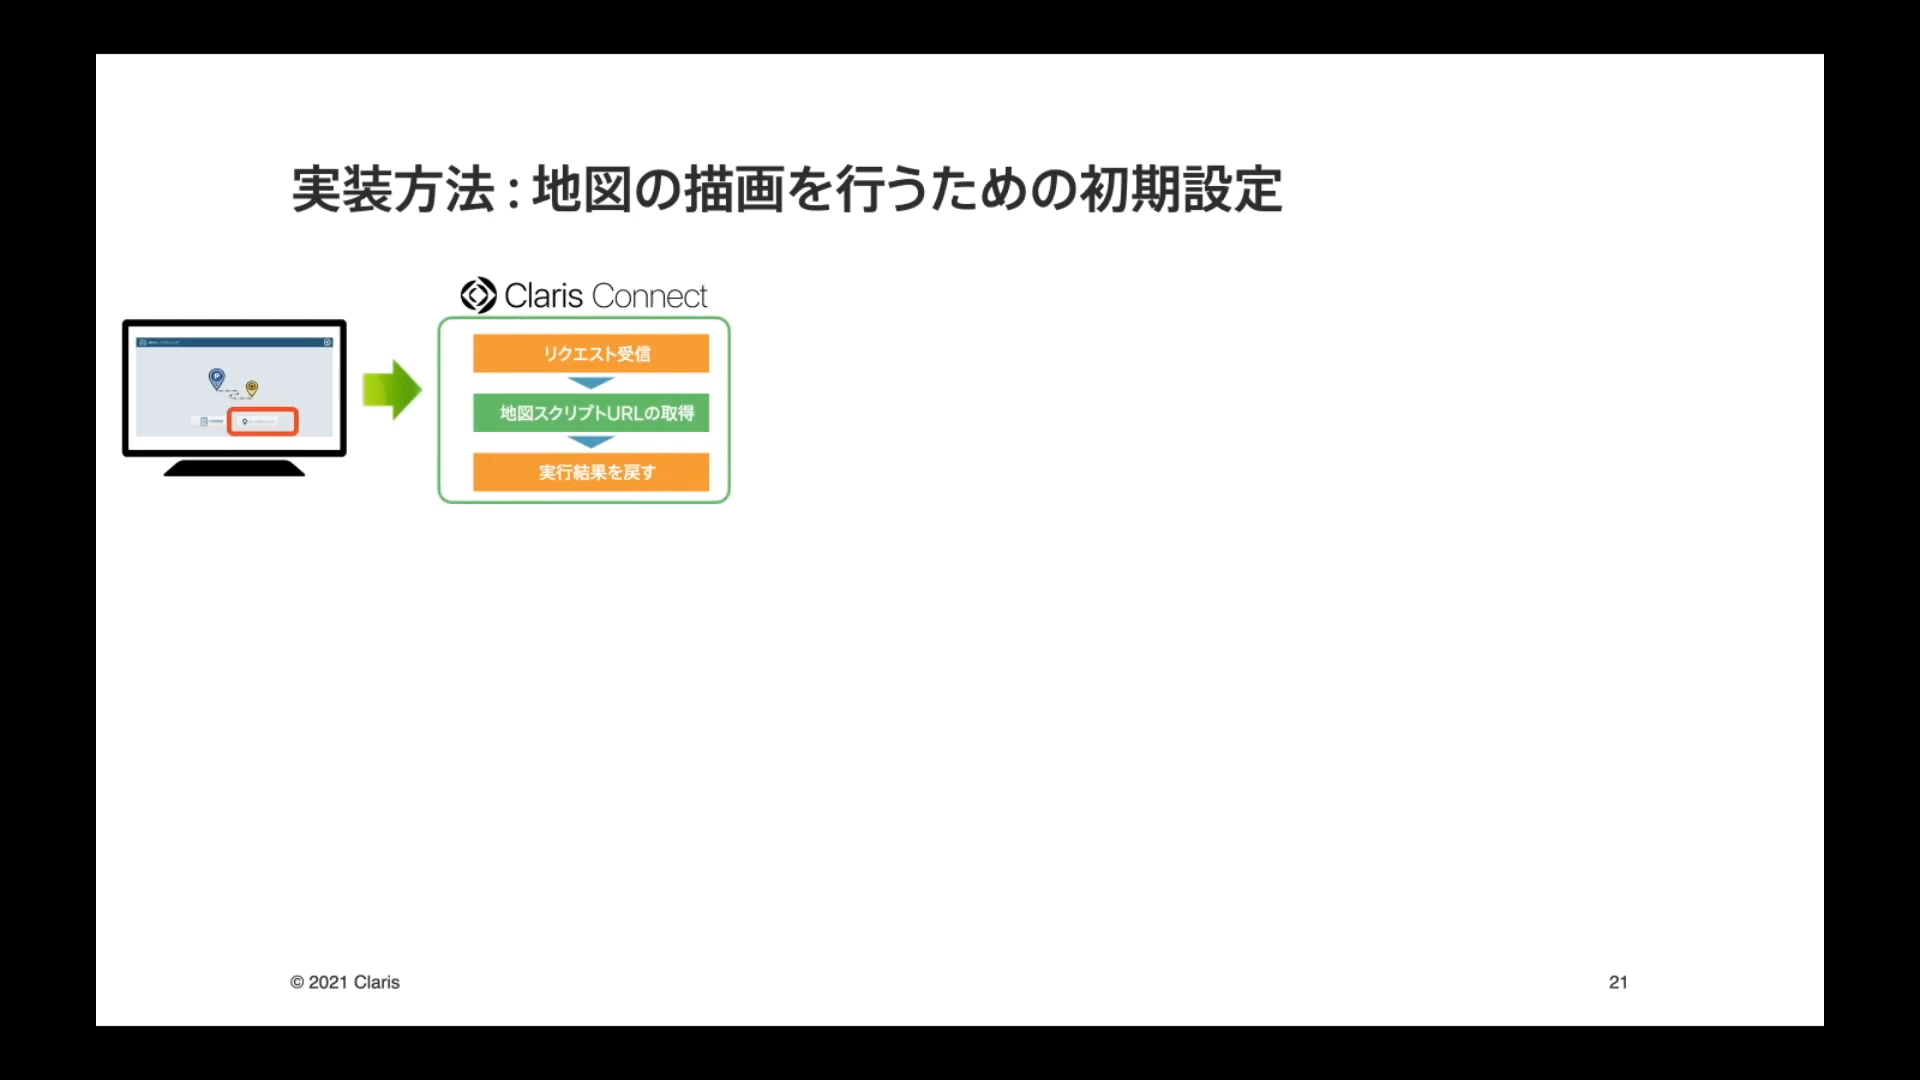 実装方法 : 地図の描画を行うための初期設定
Claris Connect
リクエスト受信
地図スクリプトURLの取得
実行結果を戻す
© 2021 Claris
21